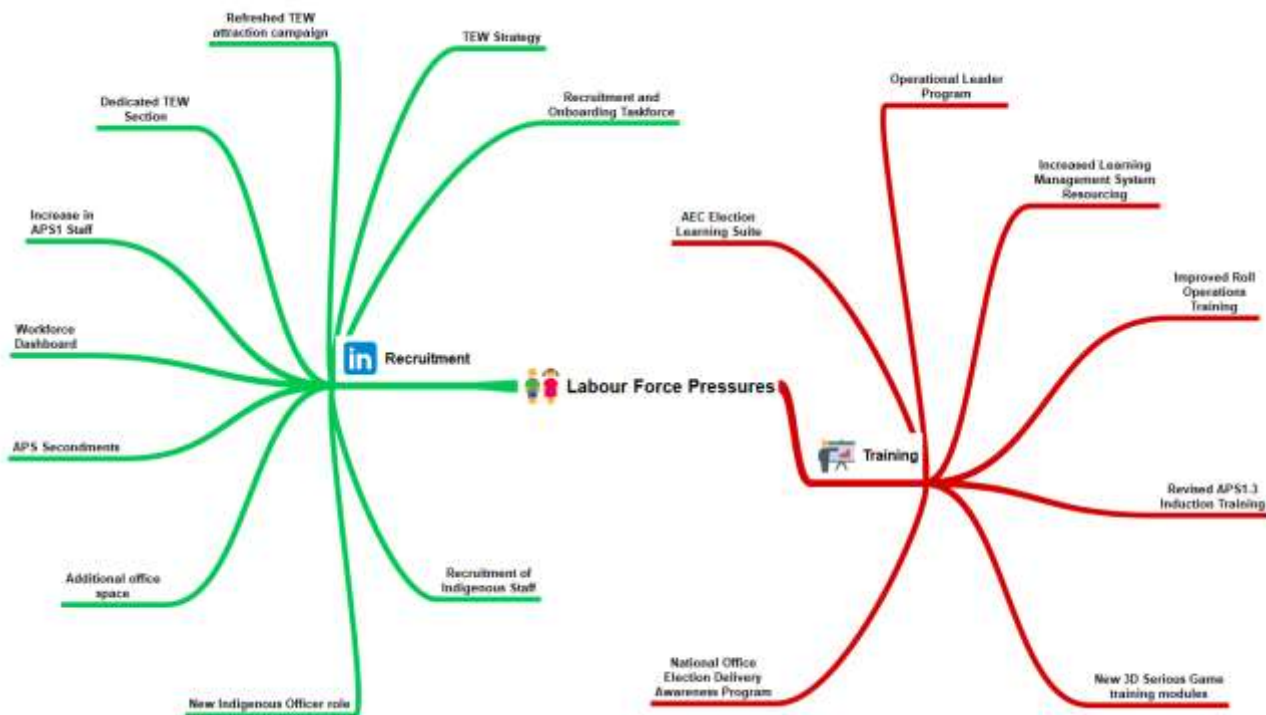 Refreshed TEW
attraction campaign
TEW Strategy
Dedicated TEW
Section
Recruitment and
Onboarding Taskforce
Increase in
APS1 Staff
Workforce
Dashboard
in
Recruitment
APS Secondments
Additional office
space
Recruitment of
Indigenous Staff
New Indigenous Officer role
Labour Force Pressures
Operational Leader
Program
Increased Learning
Management System
Resourcing
AEC Election
Learning Suite
Improved Roll
Operations
Training
Training
Revised APS1-3
Induction Training
National Office
Election Delivery
Awareness Program
New 3D Serious Game
training modules